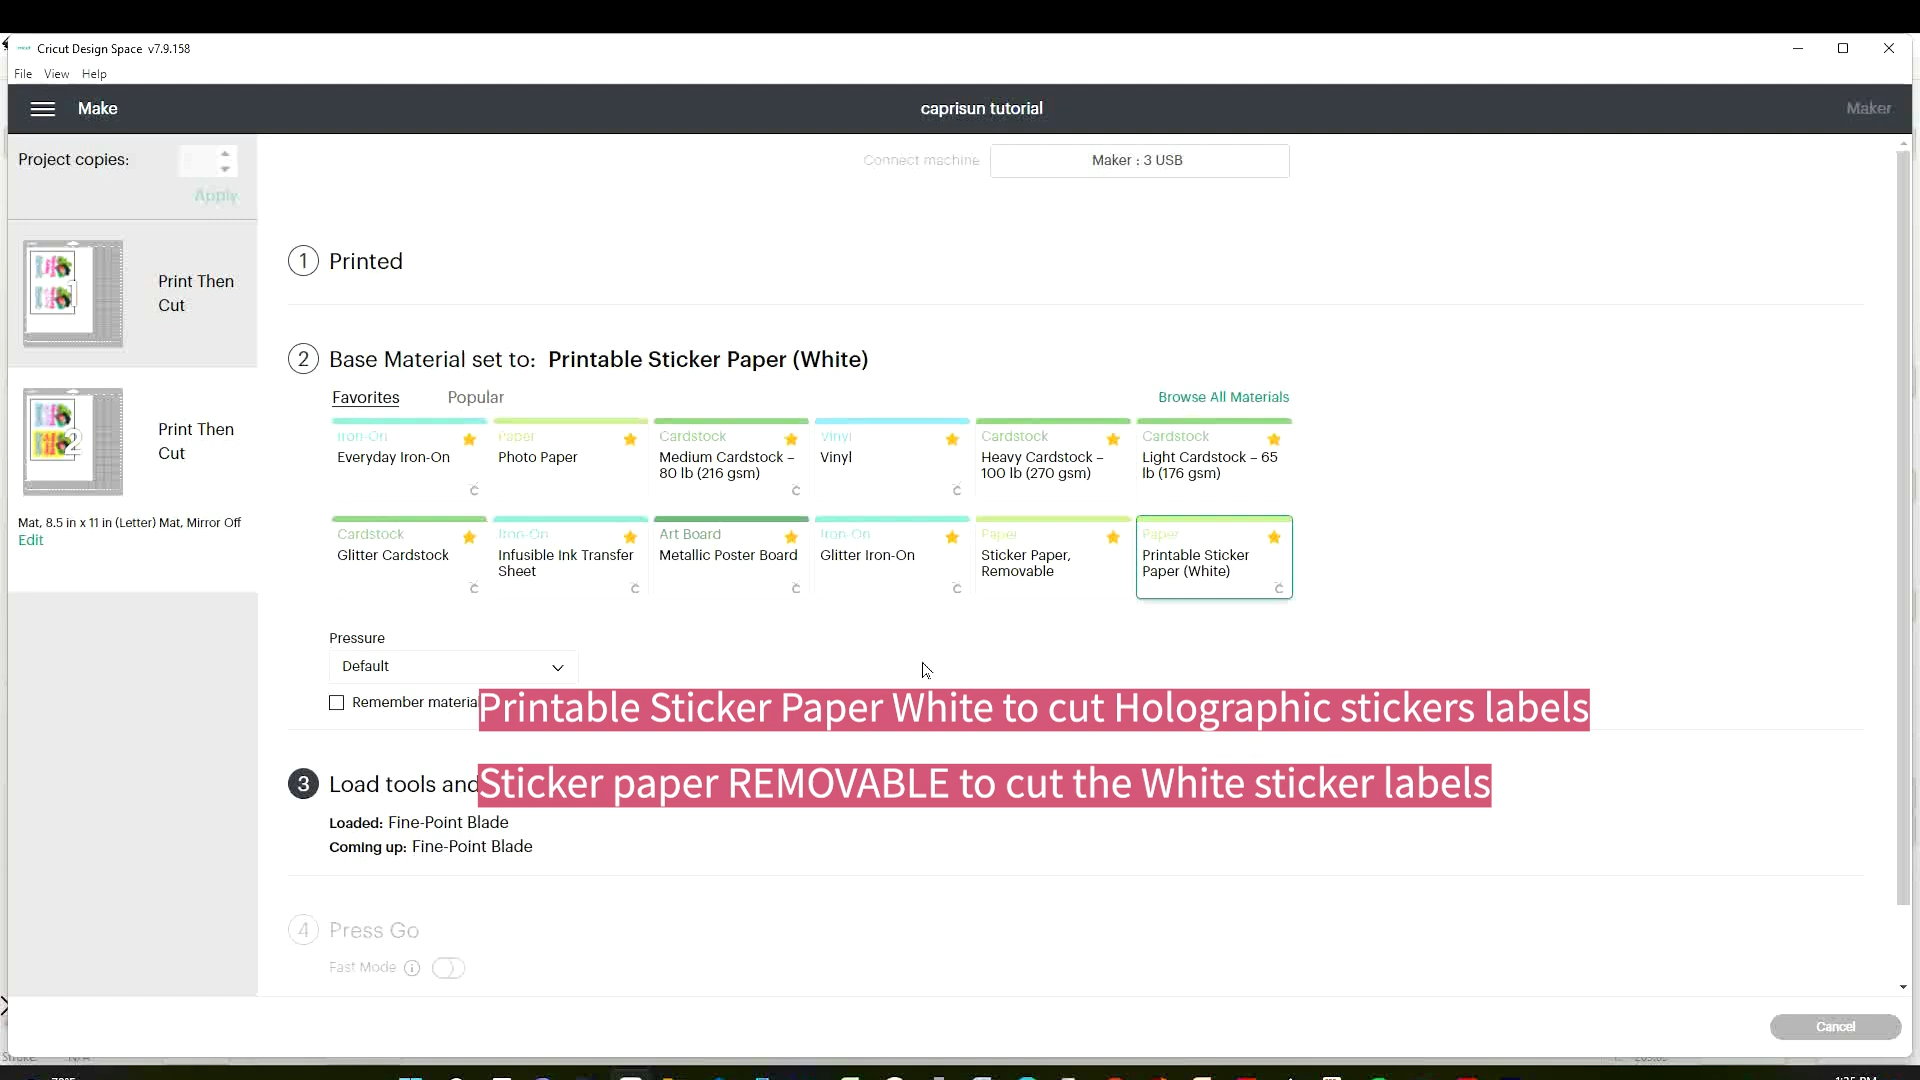 Cricut Design Space v7.9.158
File View Help
Make
caprisun tutorial
Maker
Project copies:
Apply
Connect machine
Maker : 3 USB
1 Printed
Print Then
Cut
2 Base Material set to: Printable Sticker Paper (White)
Favorites Popular Browse All Materials
Iron-On
Everyday Iron-On
Paper
Photo Paper
Cardstock
Medium Cardstock –
80 lb (216 gsm)
Vinyl
Vinyl
Cardstock
Heavy Cardstock –
100 lb (270 gsm)
Cardstock
Light Cardstock – 65
lb (176 gsm)
2
Print Then
Cut
Mat, 8.5 in x 11 in (Letter) Mat, Mirror Off
Edit
Cardstock
Glitter Cardstock
Iron-On
Infusible Ink Transfer
Sheet
Art Board
Metallic Poster Board
Iron-On
Glitter Iron-On
Paper
Sticker Paper,
Removable
Paper
Printable Sticker
Paper (White)
Pressure
Default
Remember materia
Printable Sticker Paper White to cut Holographic stickers labels
3 Load tools and
Sticker paper REMOVABLE to cut the White sticker labels
Loaded: Fine-Point Blade
Coming up: Fine-Point Blade
4 Press Go
Fast Mode
Cancel